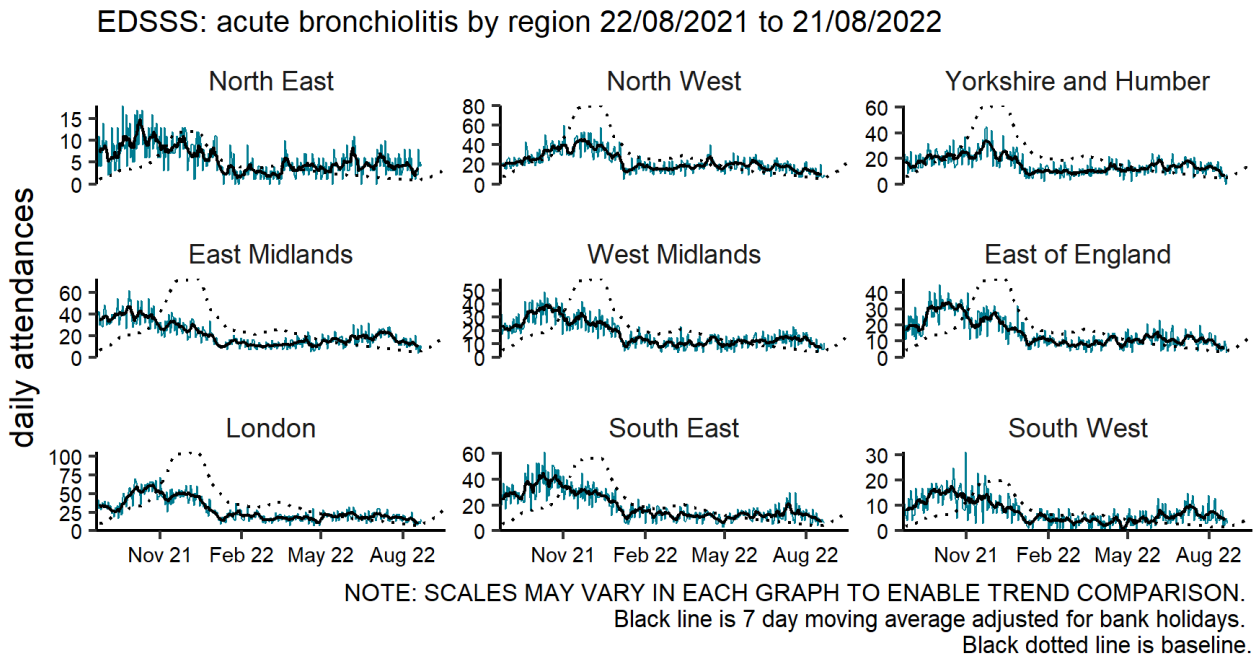 EDSSS: acute bronchiolitis by region 22/08/2021 to 21/08/2022
daily attendances
North East
15
10
5
0
North West
80
60
40
20
0
Yorkshire and Humber
60
40
20
0
East Midlands
60
40
20
0
West Midlands
50
40
30
20
10
0
East of England
40
30
20
10
0
London
100
75
50
25
0
Nov 21 Feb 22 May 22 Aug 22
South East
60
40
20
0
Nov 21 Feb 22 May 22 Aug 22
South West
30
20
10
0
Nov 21 Feb 22 May 22 Aug 22
NOTE: SCALES MAY VARY IN EACH GRAPH TO ENABLE TREND COMPARISON.
Black line is 7 day moving average adjusted for bank holidays.
Black dotted line is baseline.